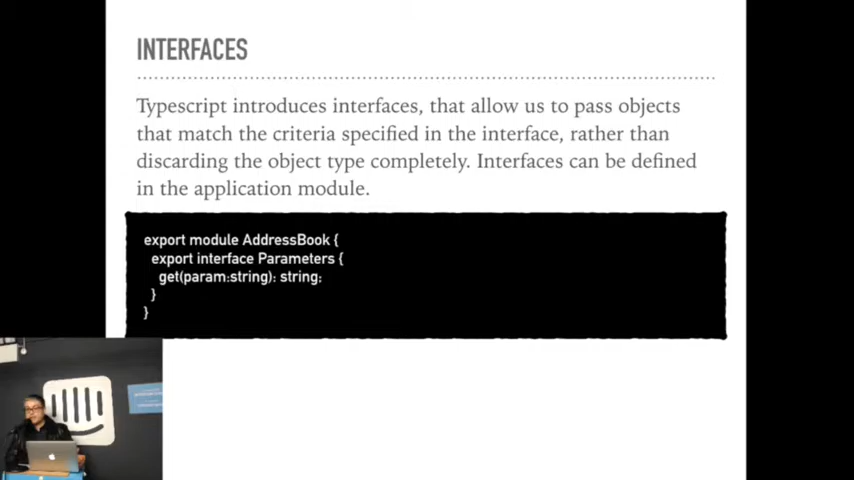 INTERFACES
Typescript introduces interfaces, that allow us to pass objects
that match the criteria specified in the interface, rather than
discarding the object type completely. Interfaces can be defined
in the application module.
export module AddressBook {
export interface Parameters {
get(param:string): string;
}
}